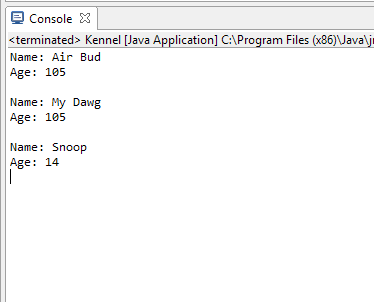 Console
<terminated> Kennel [Java Application] C:\Program Files (x86)\Java\j
Name: Air Bud
Age: 105
Name: My Dawg
Age: 105
Name: Snoop
Age: 14